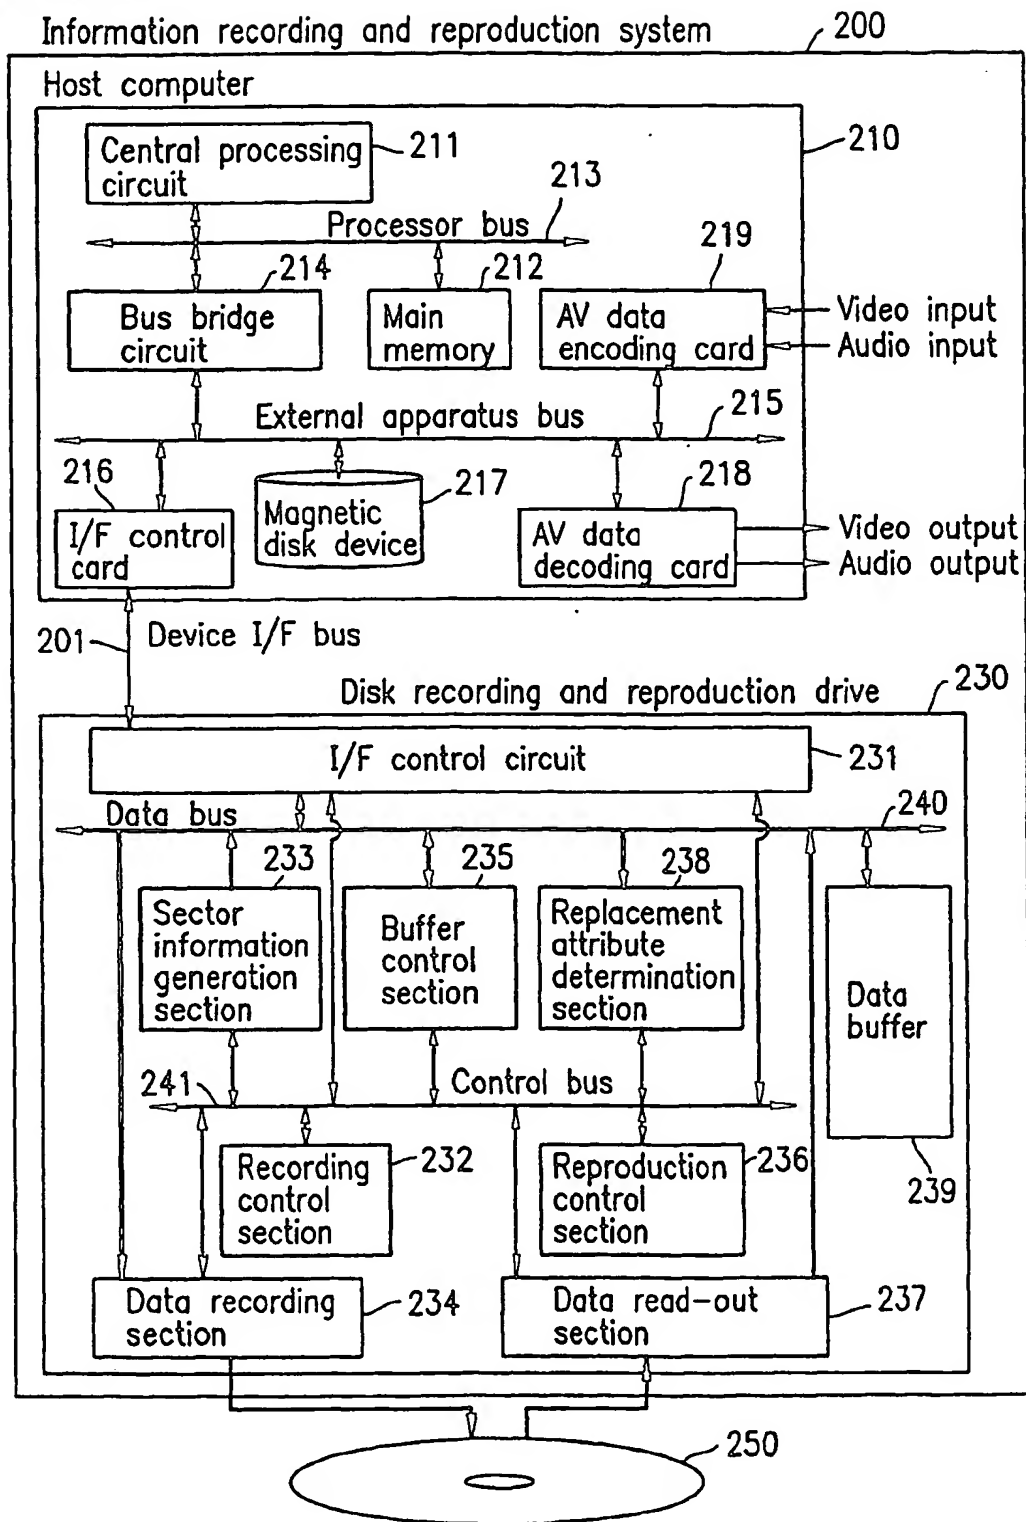 Information recording and reproduction system
200
Host computer
210
Central processing
circuit
211
213
Processor bus
214
212
219
Bus bridge
circuit
Main
memory
AV data
encoding card
Video input
Audio input
External apparatus bus
215
216
217
218
I/F control
card
Magnetic
disk device
AV data
decoding card
Video output
Audio output
201
Device I/F bus
Disk recording and reproduction drive
230
I/F control circuit
231
Data bus
240
233
235
238
Sector
information
generation
section
Buffer
control
section
Replacement
attribute
determination
section
Data
buffer
241
Control bus
Recording
control
section
232
Reproduction
control
section
236
239
Data recording
section
234
Data read-out
section
237
250